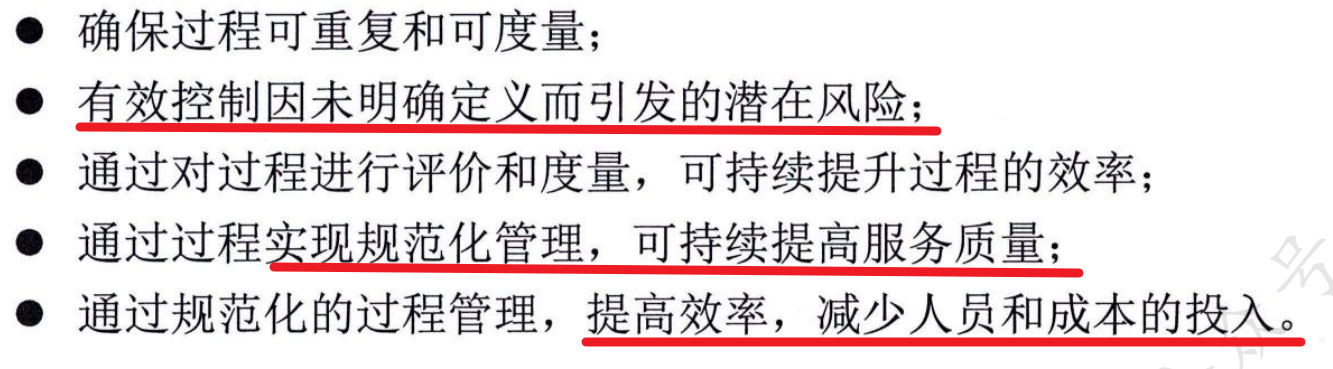 ● 确保过程可重复和可度量；
● 有效控制因未明确定义而引发的潜在风险；
● 通过对过程进行评价和度量，可持续提升过程的效率；
● 通过过程实现规范化管理，可持续提高服务质量；
● 通过规范化的过程管理，提高效率，减少人员和成本的投入。
号